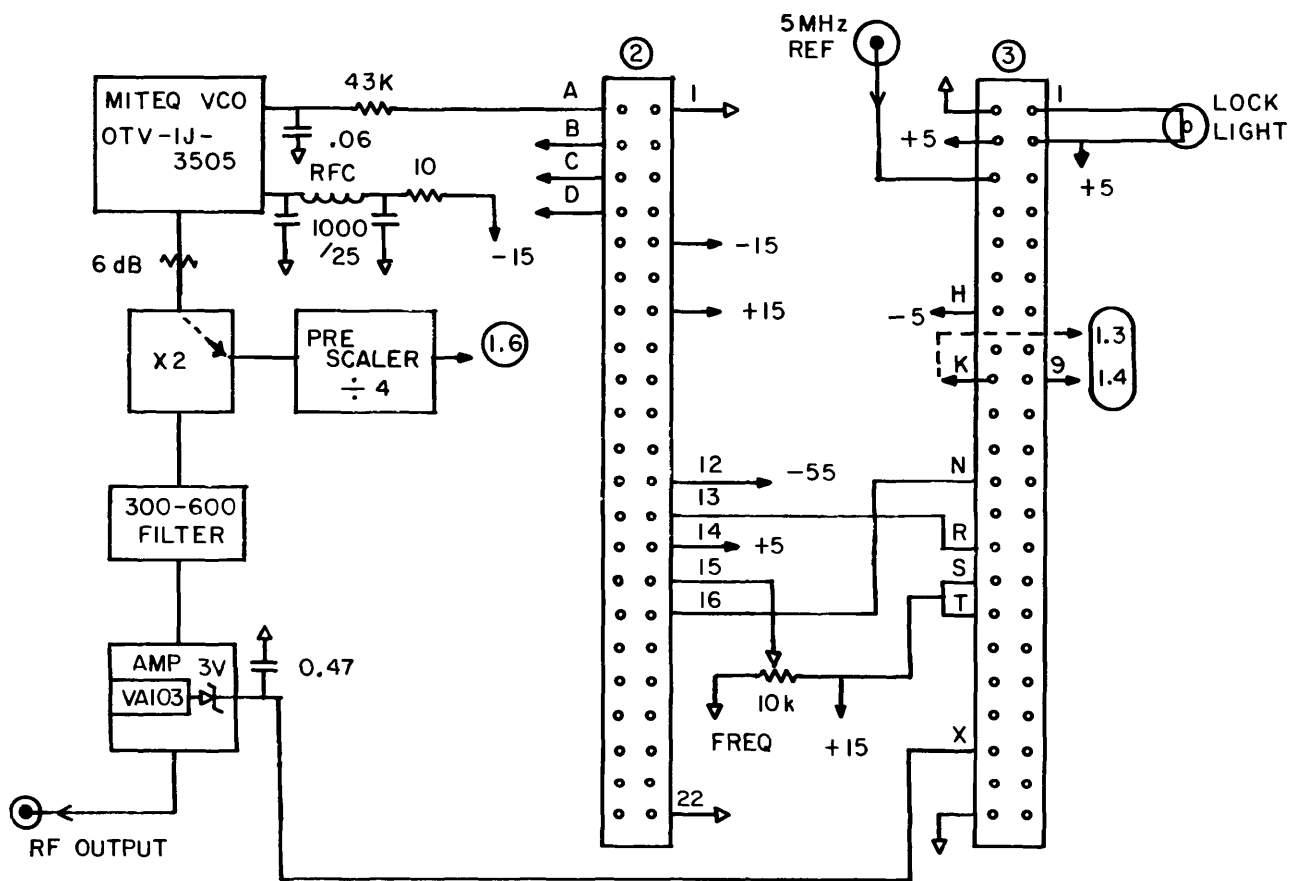 5MHz
REF
②
③
MITEQ VCO
OTV-1J-
3505
43K
A
1
1
LOCK
LIGHT
.06
B
+5
C
+5
RFC
10
D
1000
/25
-15
-15
6 dB
+15
H
-5
X2
PRE
SCALER
÷ 4
1.6
1.3
K
9
1.4
12
-55
N
300-600
FILTER
13
14
+5
R
15
S
16
T
AMP
3V
0.47
VA103
10k
FREQ
+15
X
22
RF OUTPUT